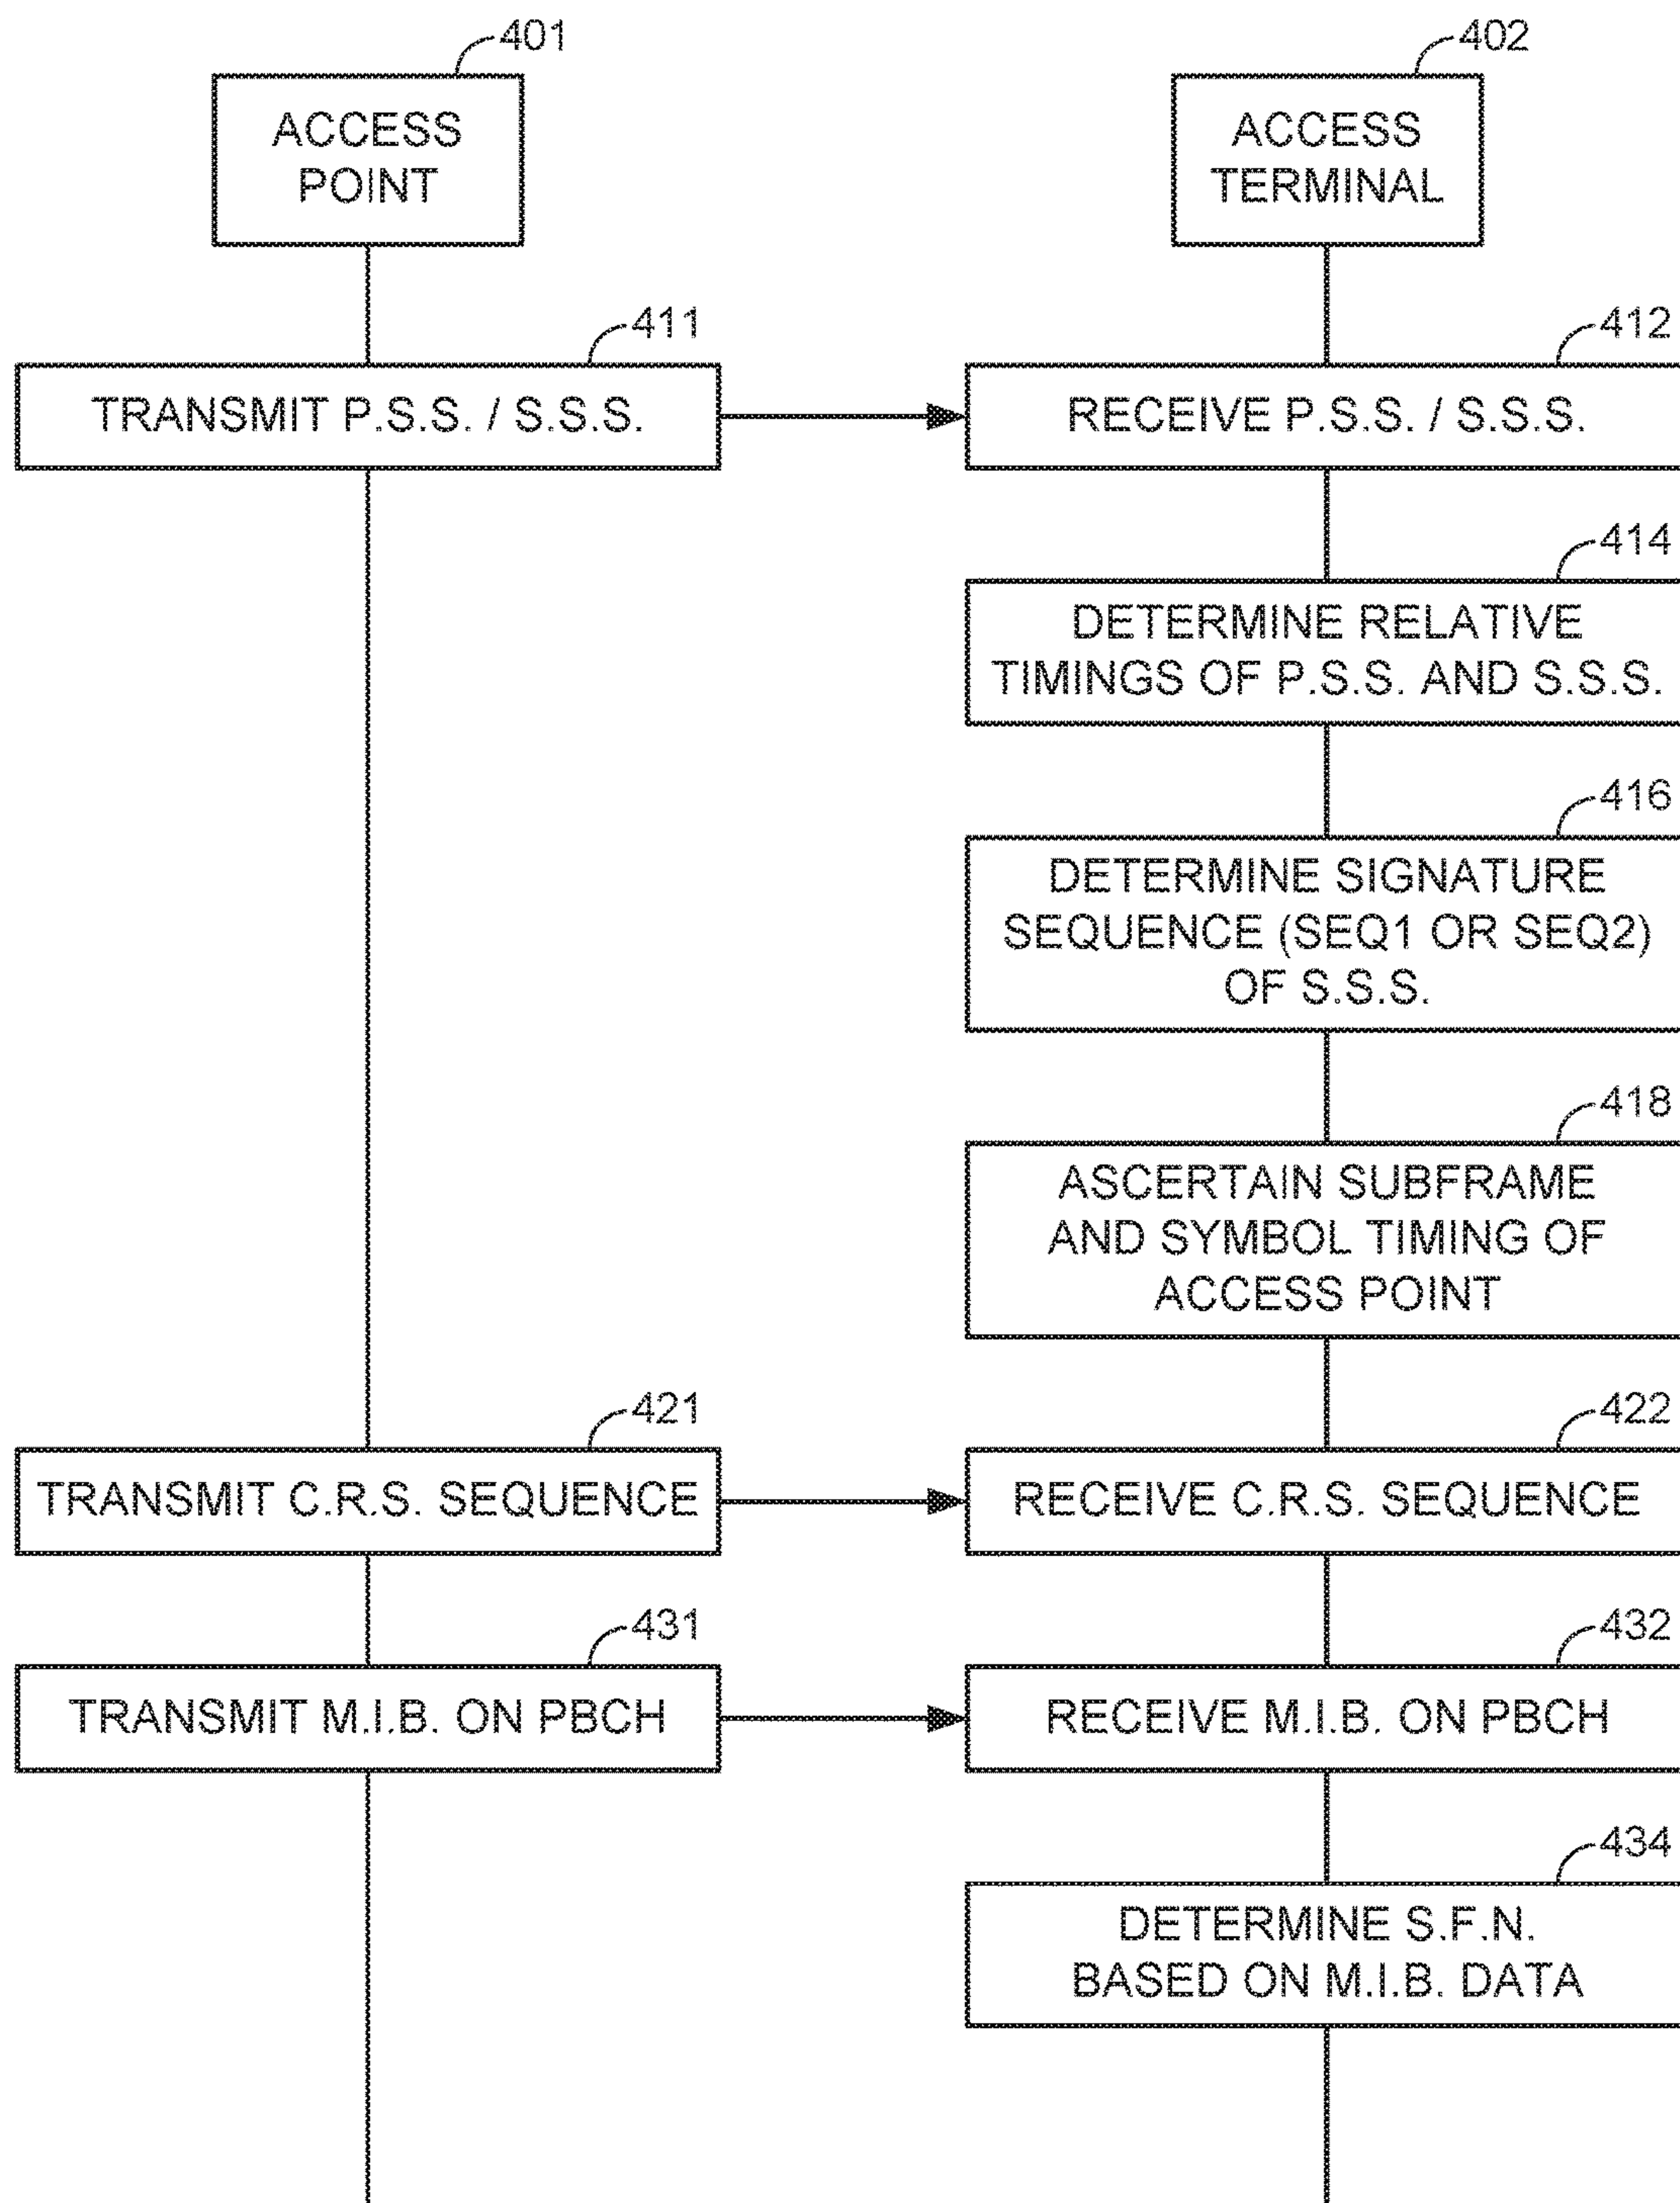 401
ACCESS
POINT
402
ACCESS
TERMINAL
411
TRANSMIT P.S.S. / S.S.S.
412
RECEIVE P.S.S. / S.S.S.
414
DETERMINE RELATIVE
TIMINGS OF P.S.S. AND S.S.S.
416
DETERMINE SIGNATURE
SEQUENCE (SEQ1 OR SEQ2)
OF S.S.S.
418
ASCERTAIN SUBFRAME
AND SYMBOL TIMING OF
ACCESS POINT
421
TRANSMIT C.R.S. SEQUENCE
422
RECEIVE C.R.S. SEQUENCE
431
TRANSMIT M.I.B. ON PBCH
432
RECEIVE M.I.B. ON PBCH
434
DETERMINE S.F.N.
BASED ON M.I.B. DATA